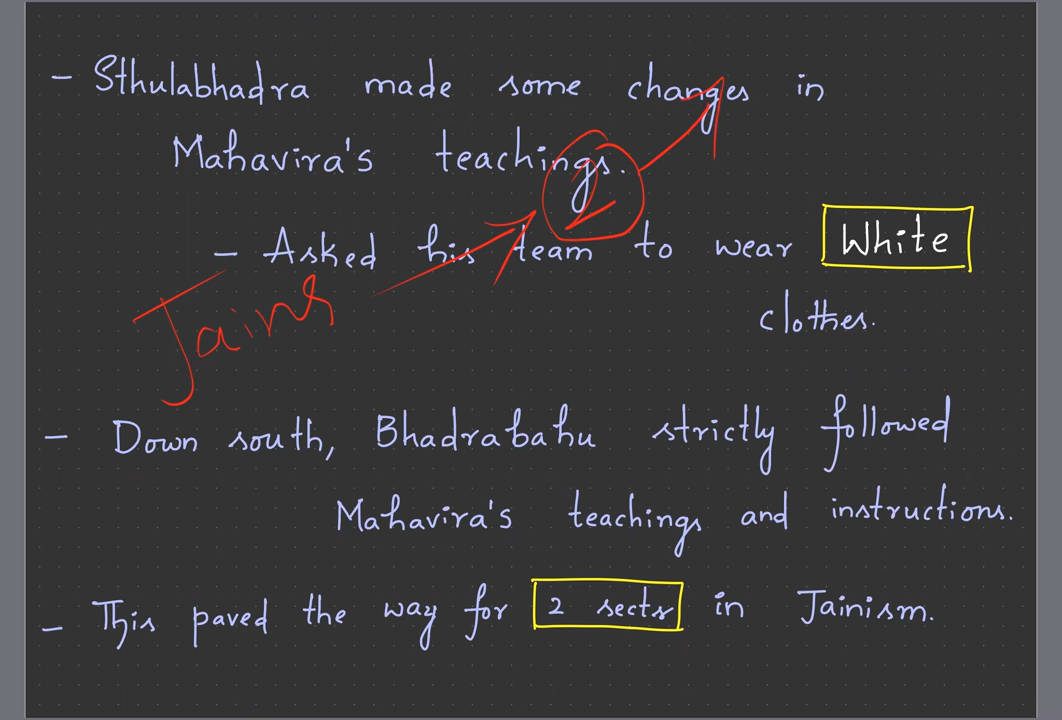 - Sthulabhadra made some changes in
Mahavira's teachings.
2
- Asked his team to wear White
clothes.
Jains
- Down south, Bhadrabahu strictly followed
Mahavira's teachings and instructions.
- This paved the way for 2 sects in Jainism.